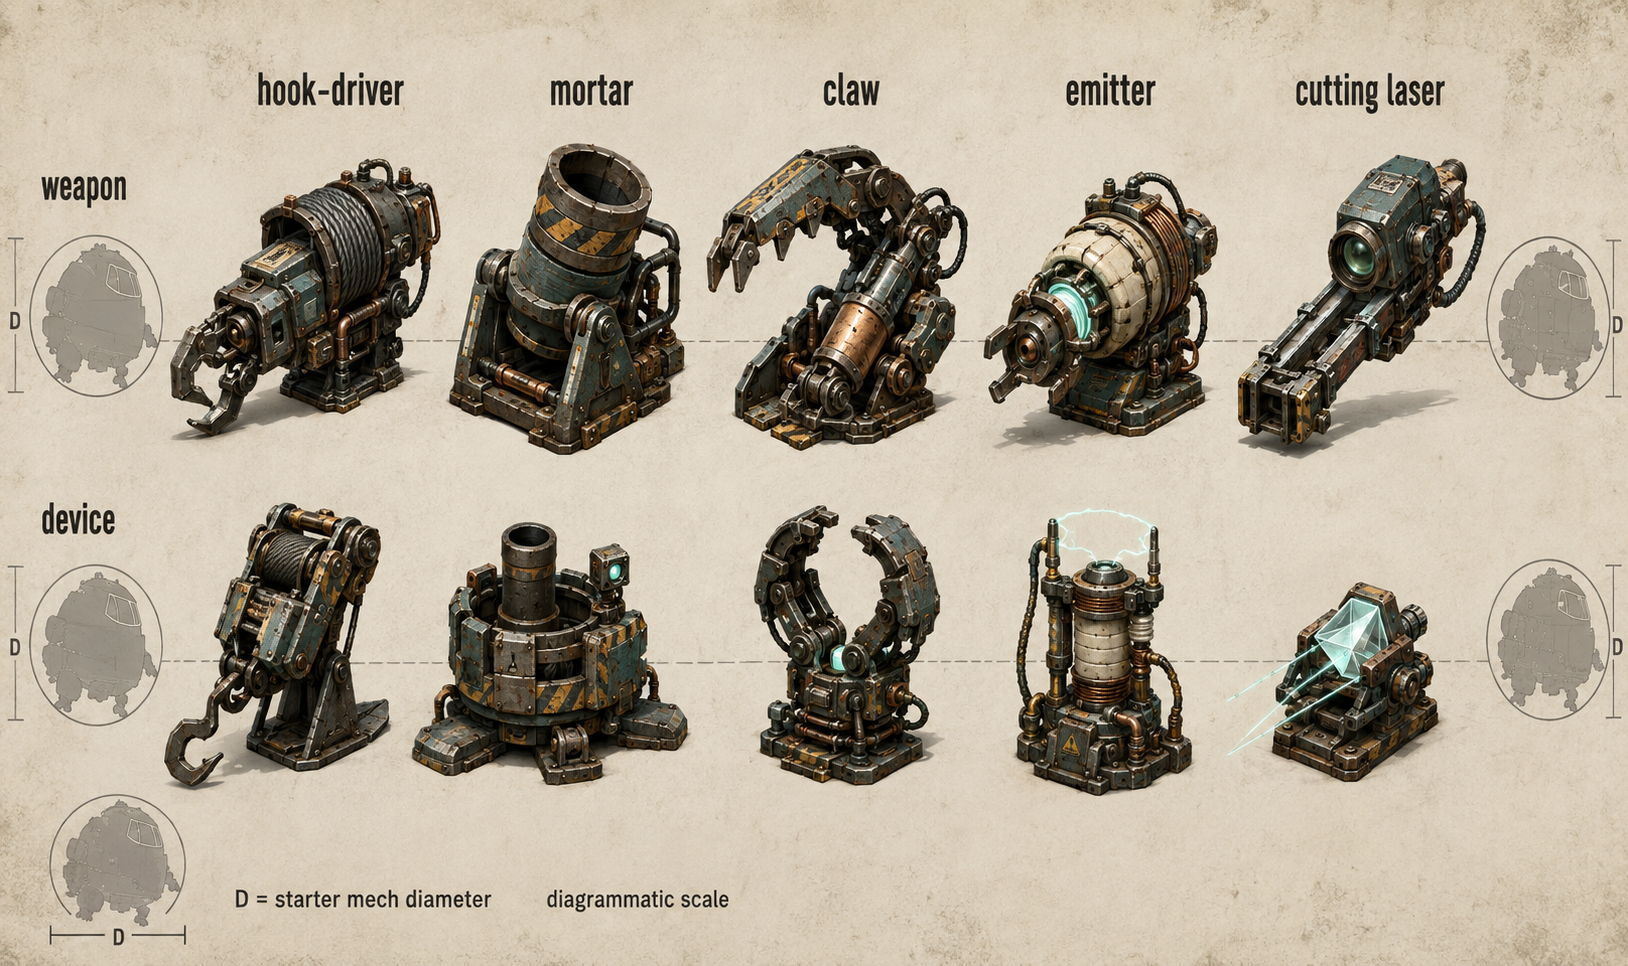 hook-driver
mortar
claw
emitter
cutting laser
weapon
D
D
device
D
D
D = starter mech diameter
diagrammatic scale
D